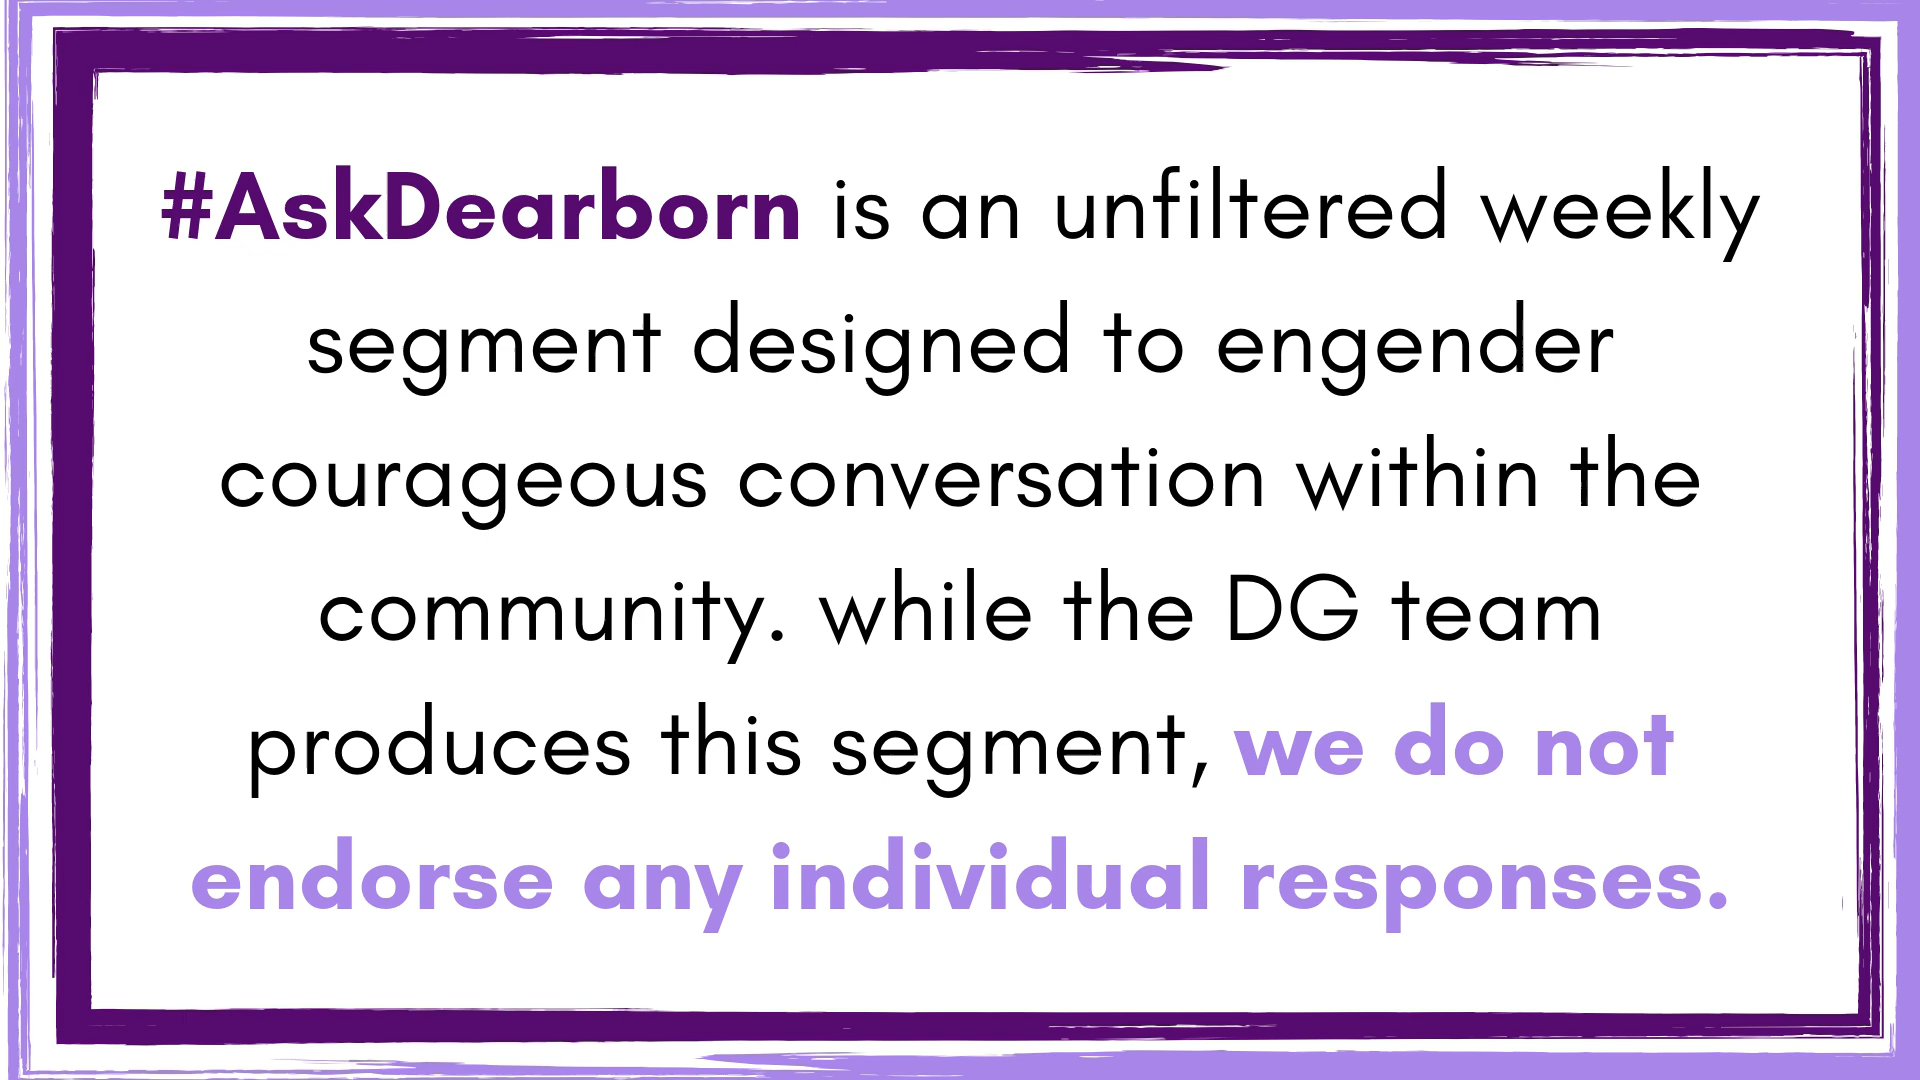 #AskDearborn is an unfiltered weekly
segment designed to engender
courageous conversation within the
community. while the DG team
produces this segment, we do not
endorse any individual responses.